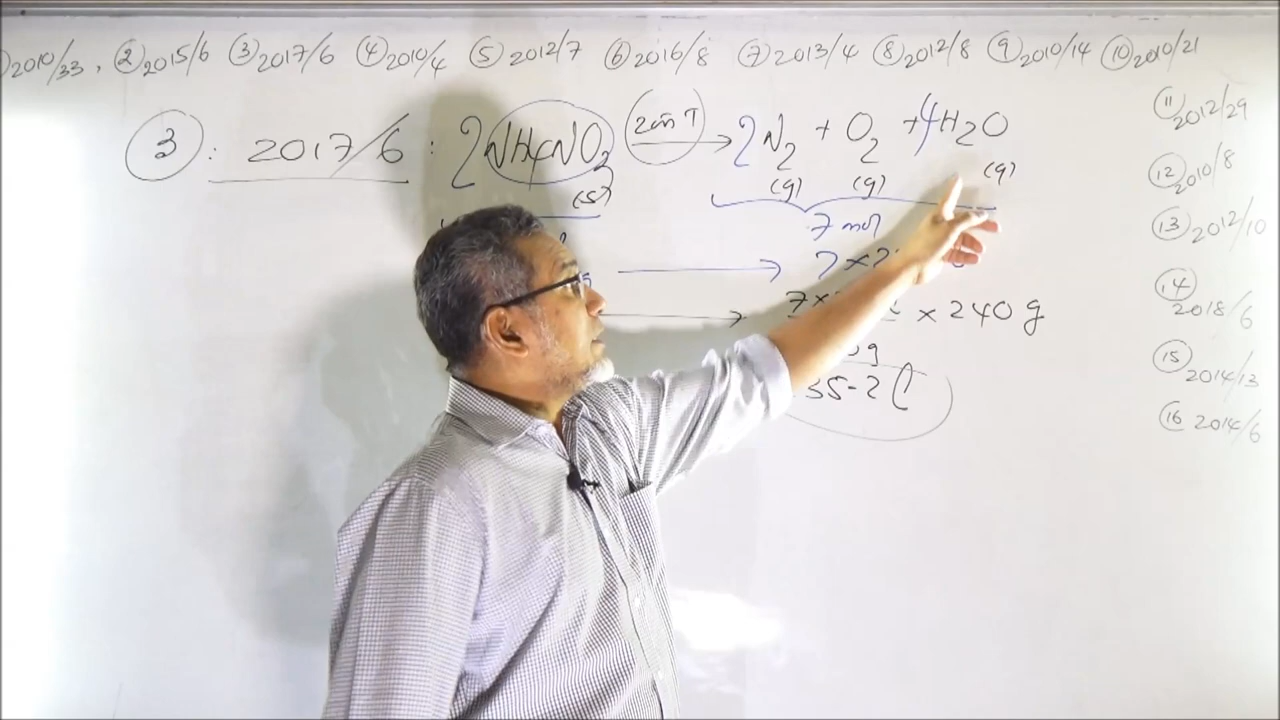 2010/33, ② 2015/6 ③ 2017/6 ④ 2010/4 ⑤ 2012/7 ⑥ 2016/8 ⑦ 2013/4 ⑧ 2012/8 ⑨ 2010/14 ⑩ 2010/21
③ : 2017/6 : 2NH4NO3(s) → 2N2(g) + O2(g) + 4H2O(g)
7 mol
→ 7 ×
→ 7 × × 240 g
g
⑪ 2012/29
⑫ 2010/8
⑬ 2012/10
⑭ 2018/6
⑮ 2014/13
⑯ 2014/6